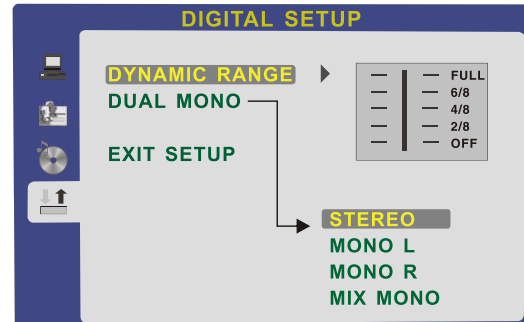 DIGITAL SETUP
DYNAMIC RANGE
DUAL MONO
EXIT SETUP
FULL
6/8
4/8
2/8
OFF
STEREO
MONO L
MONO R
MIX MONO